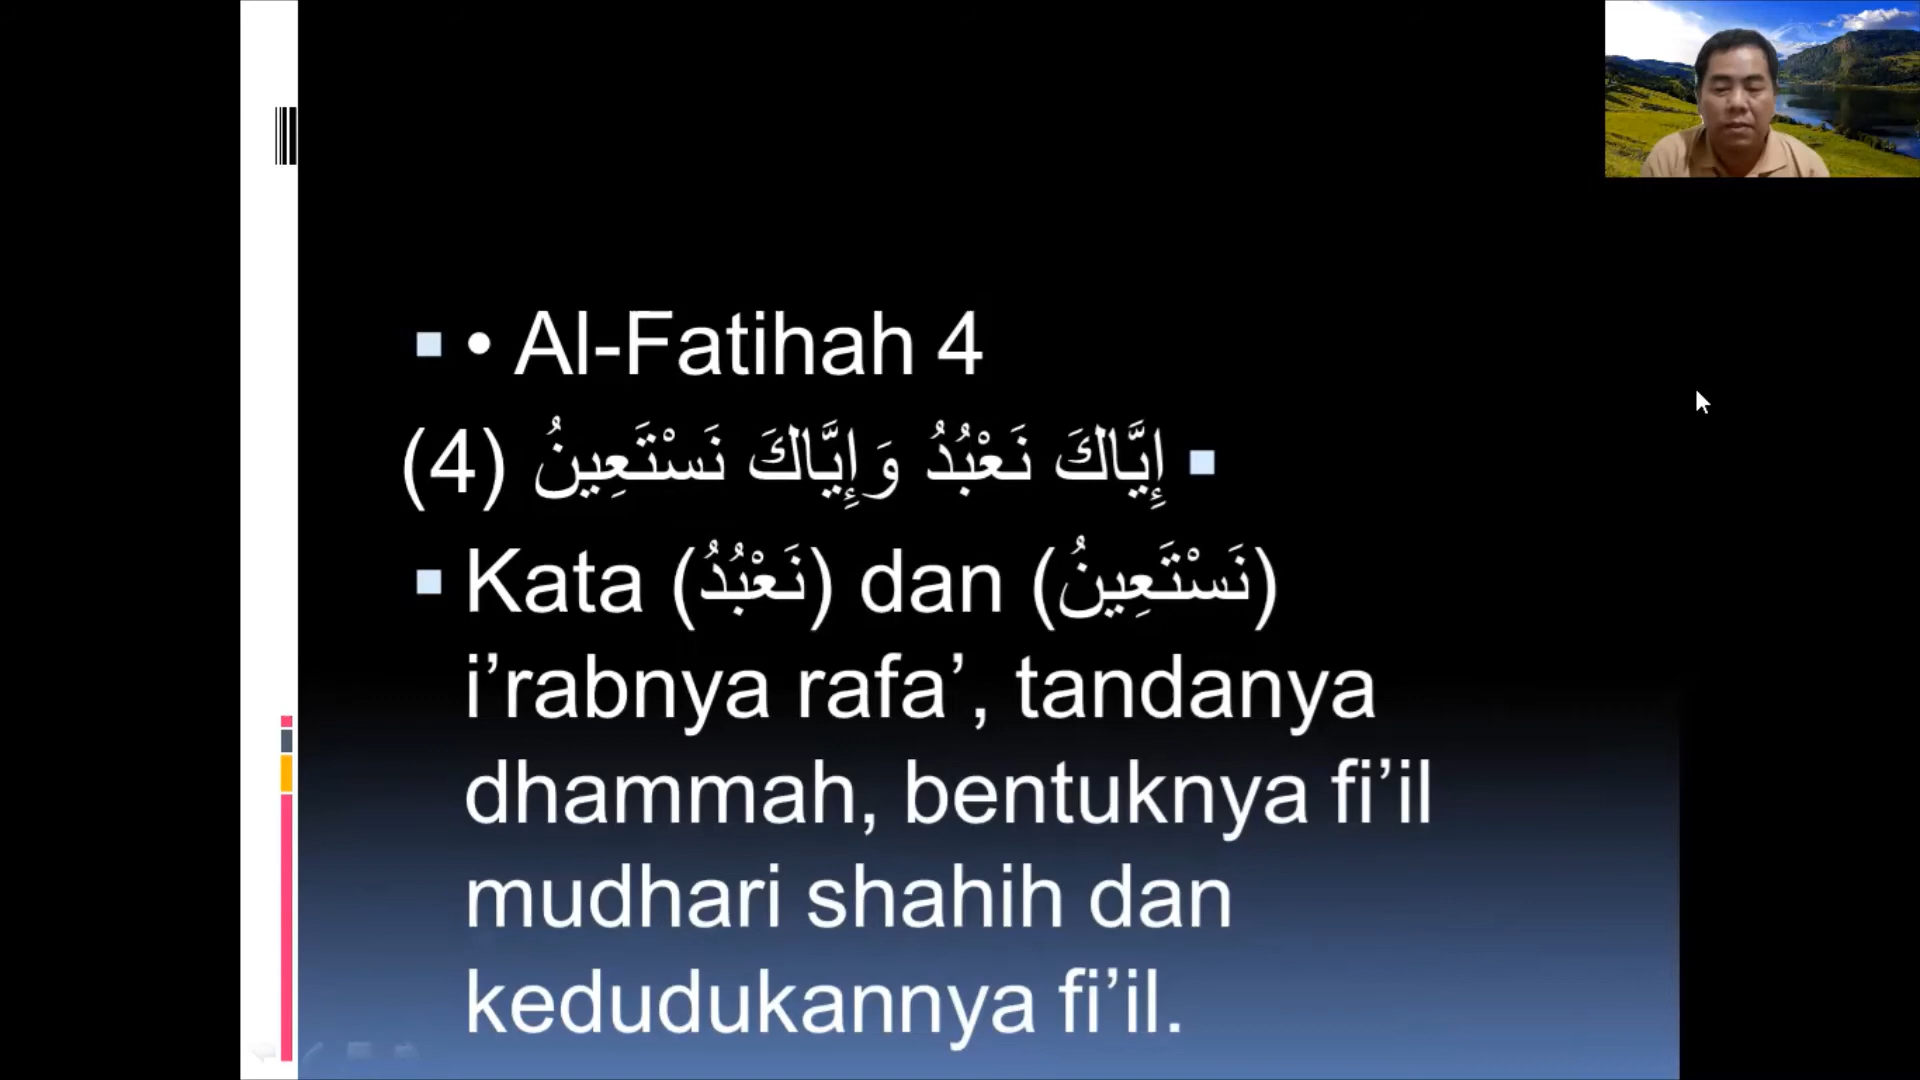 • Al-Fatihah 4
إِيَّاكَ نَعْبُدُ وَإِيَّاكَ نَسْتَعِينُ (4)
Kata (نَعْبُدُ) dan (نَسْتَعِينُ)
i’rabnya rafa’, tandanya
dhammah, bentuknya fi’il
mudhari shahih dan
kedudukannya fi’il.